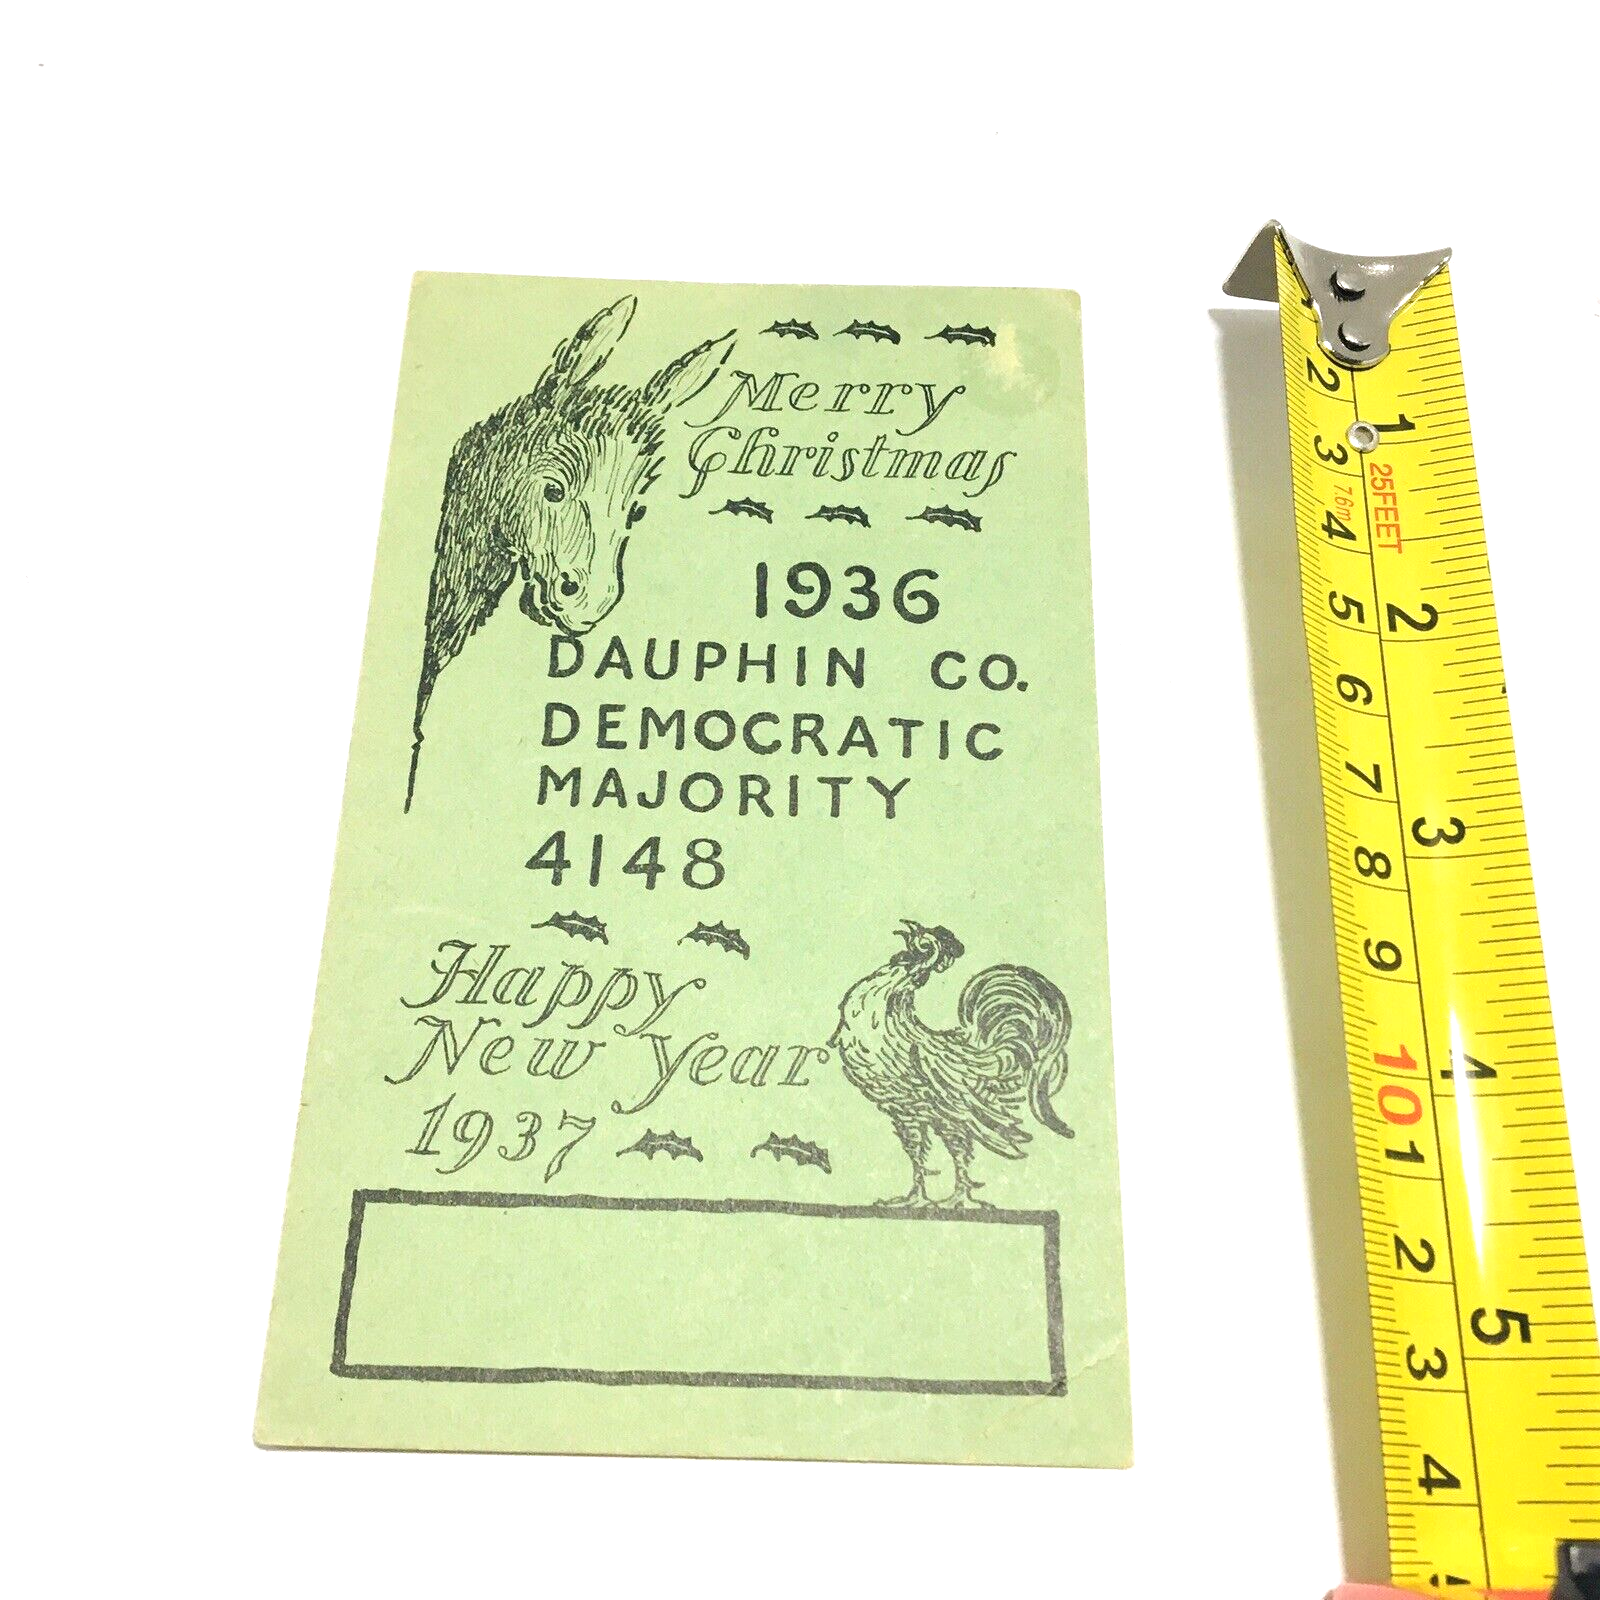 Merry
Christmas
1936
DAUPHIN CO.
DEMOCRATIC
MAJORITY
4148
Happy
New Year
1937
1
2
3
4
5
25FEET
7.6m
2
3
4
5
6
7
8
9
10
1
2
3
4